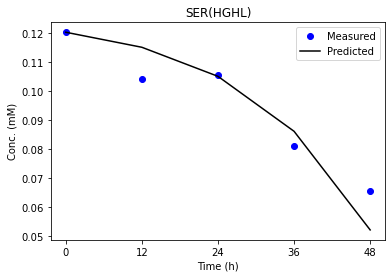 SER(HGHL)
Measured
Predicted
0.12
0.11
0.10
0.09
0.08
0.07
0.06
0.05
Conc. (mM)
0 12 24 36 48
Time (h)